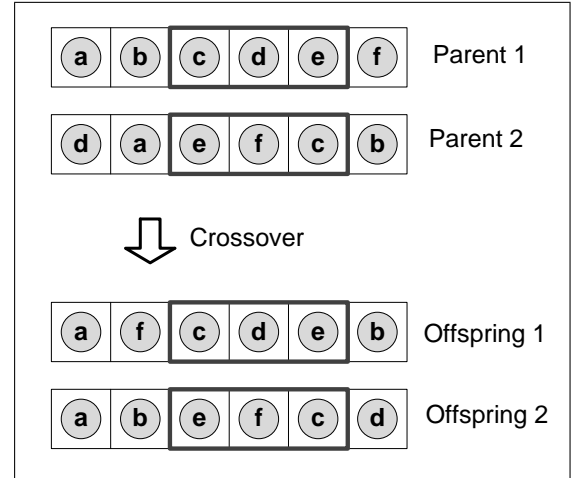 a b c d e f Parent 1
d a e f c b Parent 2
Crossover
a f c d e b Offspring 1
a b e f c d Offspring 2